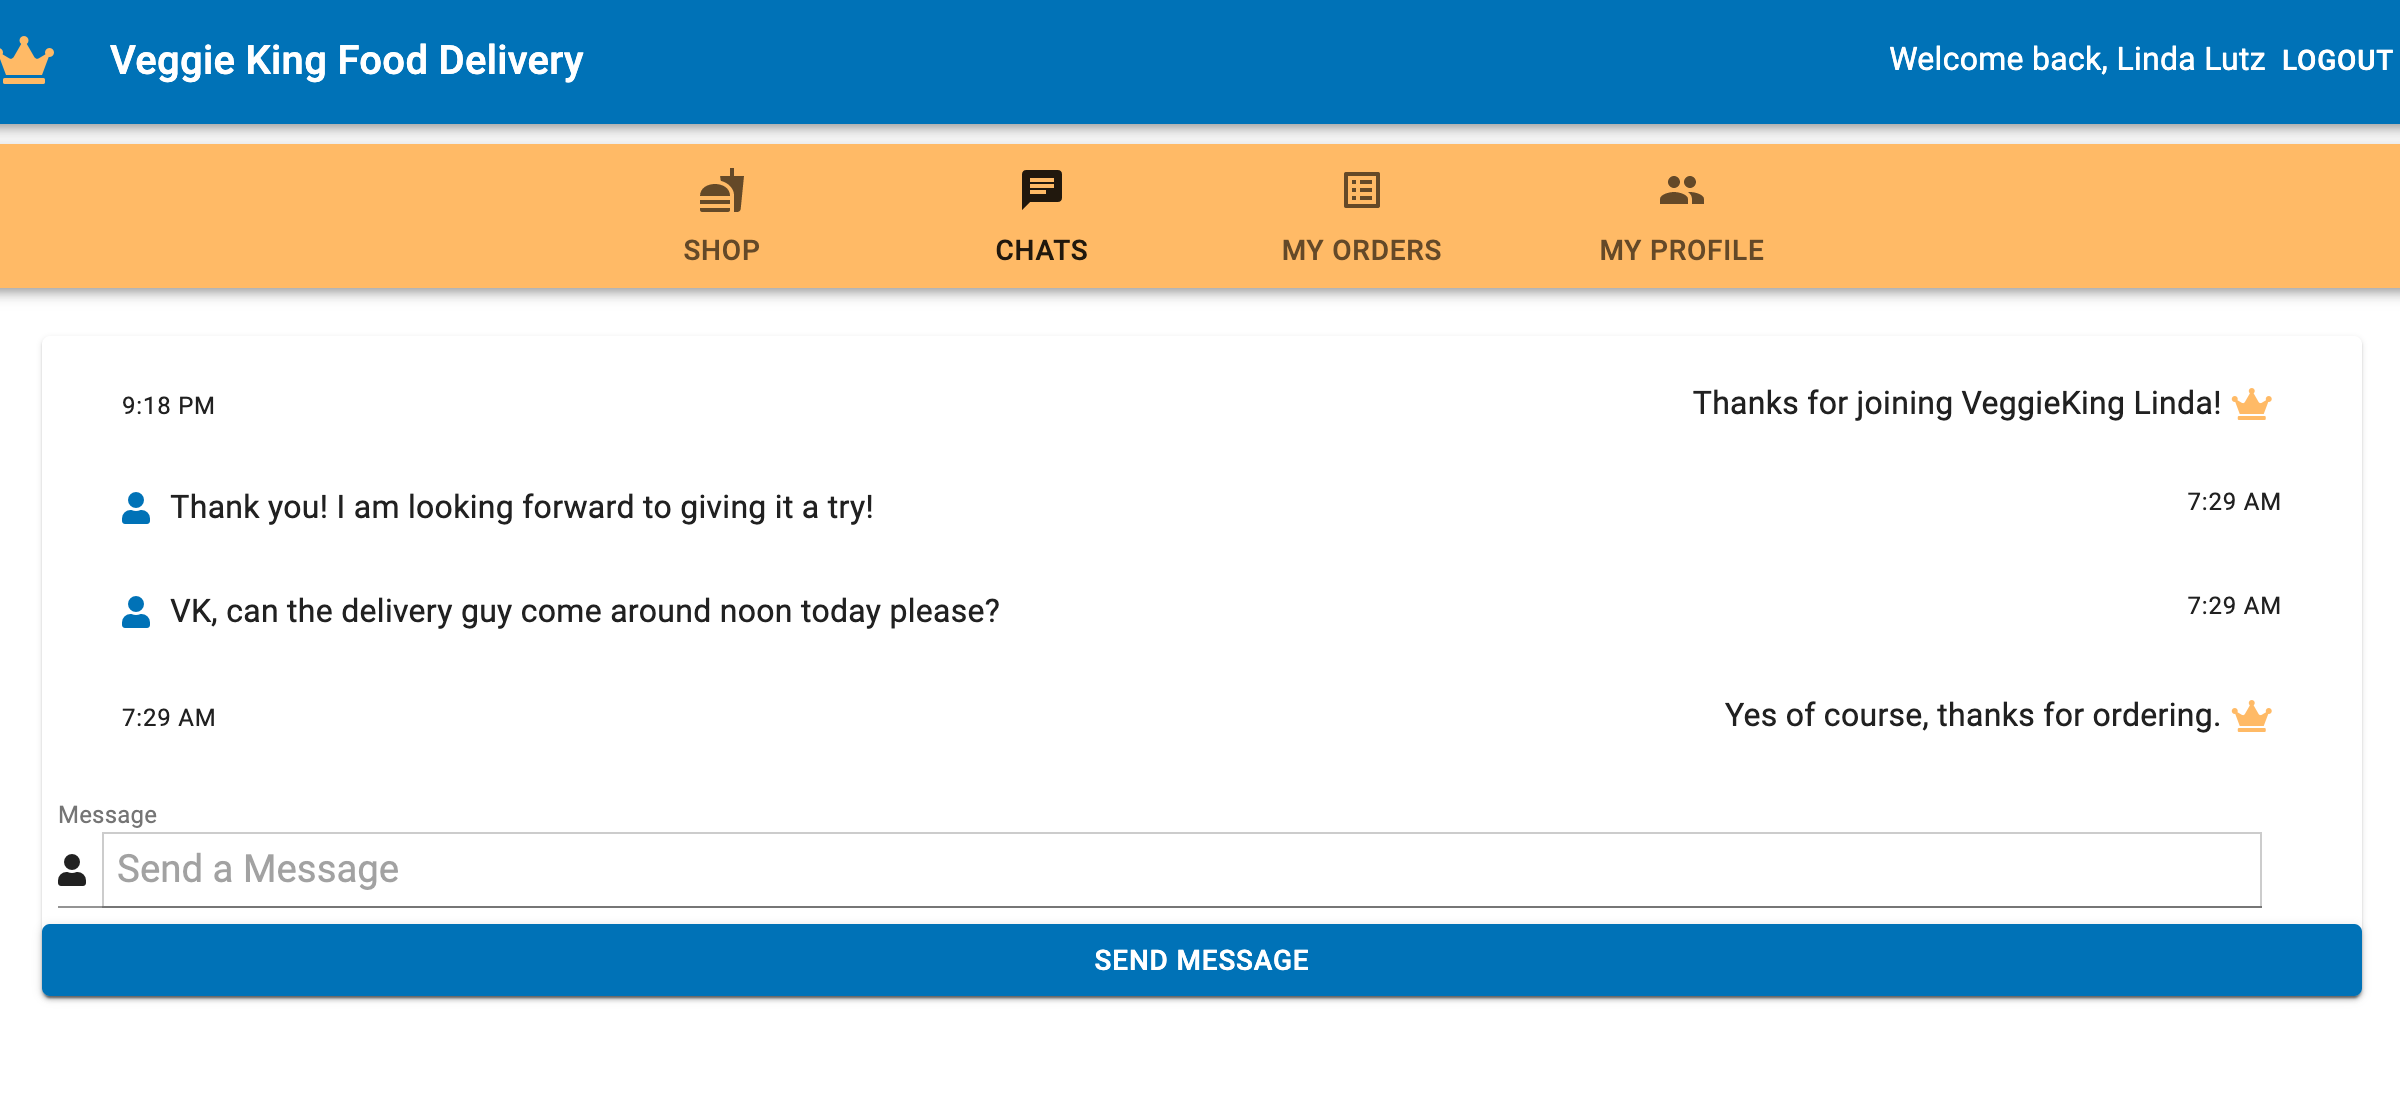 Veggie King Food Delivery
Welcome back, Linda Lutz LOGOUT
SHOP
CHATS
MY ORDERS
MY PROFILE
9:18 PM
Thanks for joining VeggieKing Linda!
Thank you! I am looking forward to giving it a try!
7:29 AM
VK, can the delivery guy come around noon today please?
7:29 AM
7:29 AM
Yes of course, thanks for ordering.
Message
Send a Message
SEND MESSAGE